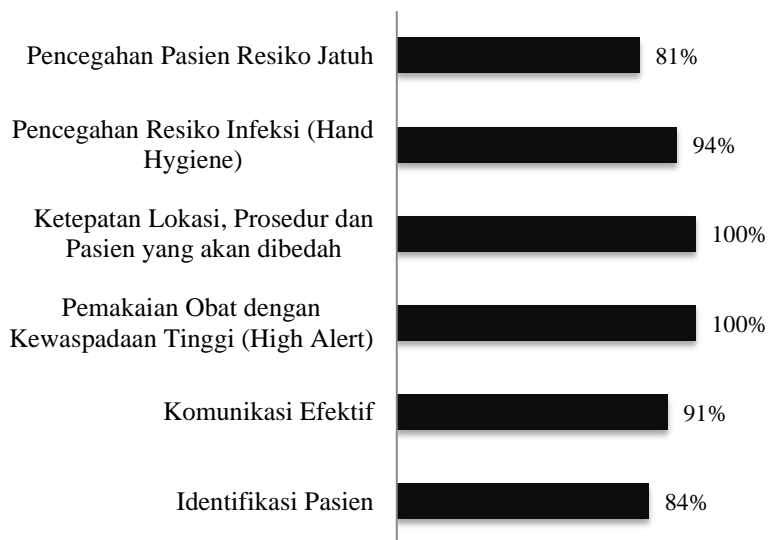 Pencegahan Pasien Resiko Jatuh
81%
Pencegahan Resiko Infeksi (Hand
Hygiene)
94%
Ketepatan Lokasi, Prosedur dan
Pasien yang akan dibedah
100%
Pemakaian Obat dengan
Kewaspadaan Tinggi (High Alert)
100%
Komunikasi Efektif
91%
Identifikasi Pasien
84%